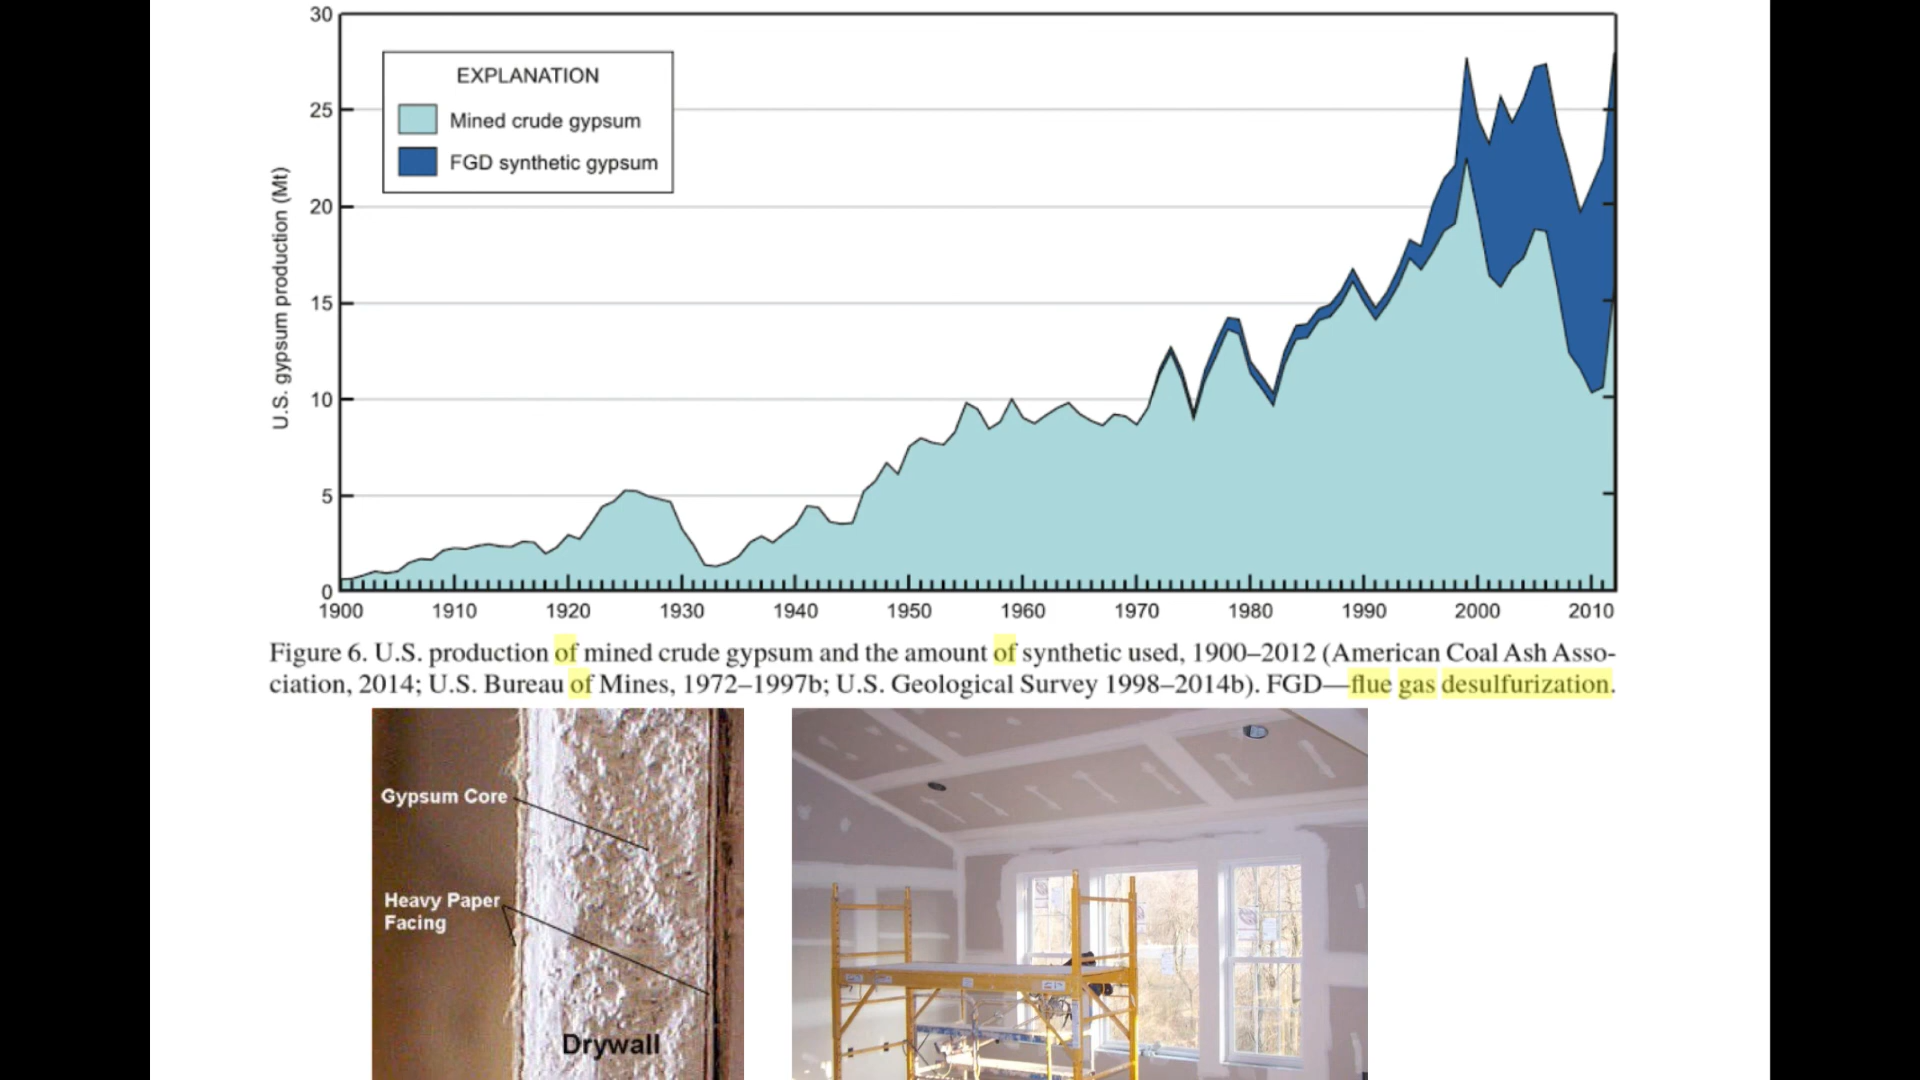 30
EXPLANATION
Mined crude gypsum
FGD synthetic gypsum
25
20
15
10
5
0
U.S. gypsum production (Mt)
1900 1910 1920 1930 1940 1950 1960 1970 1980 1990 2000 2010
Figure 6. U.S. production of mined crude gypsum and the amount of synthetic used, 1900–2012 (American Coal Ash Asso-
ciation, 2014; U.S. Bureau of Mines, 1972–1997b; U.S. Geological Survey 1998–2014b). FGD—flue gas desulfurization.
Gypsum Core
Heavy Paper
Facing
Drywall